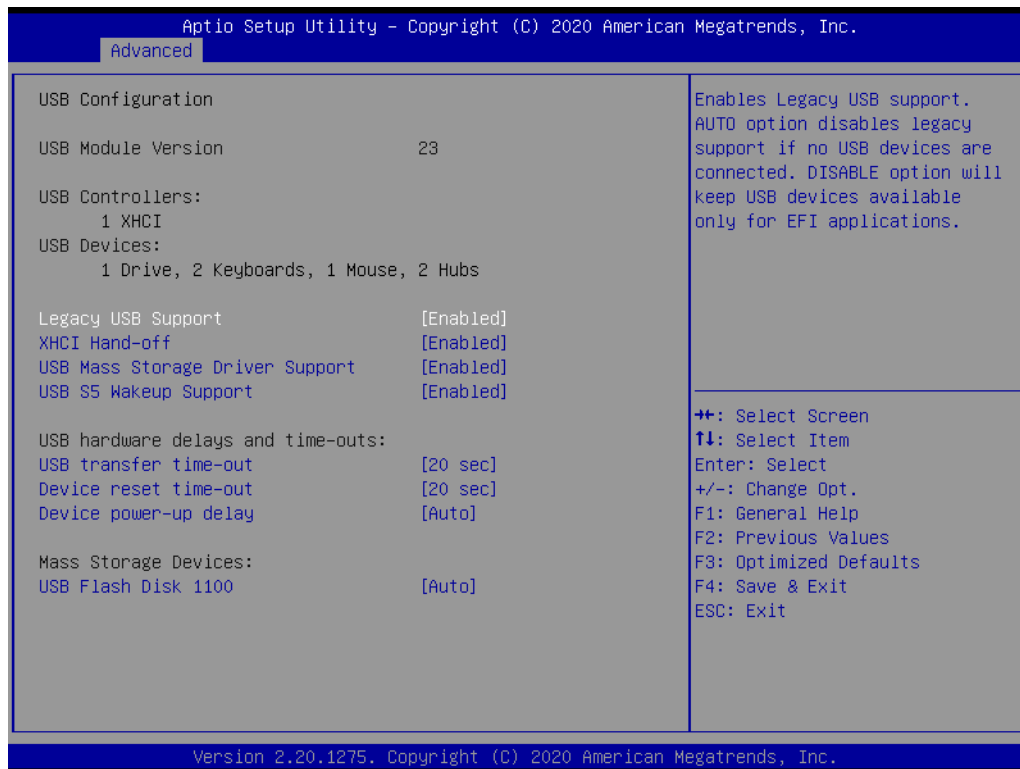 Aptio Setup Utility – Copyright (C) 2020 American Megatrends, Inc.
Advanced
USB Configuration
USB Module Version 23
USB Controllers:
1 XHCI
USB Devices:
1 Drive, 2 Keyboards, 1 Mouse, 2 Hubs
Legacy USB Support [Enabled]
XHCI Hand-off [Enabled]
USB Mass Storage Driver Support [Enabled]
USB S5 Wakeup Support [Enabled]
USB hardware delays and time-outs:
USB transfer time-out [20 sec]
Device reset time-out [20 sec]
Device power-up delay [Auto]
Mass Storage Devices:
USB Flash Disk 1100 [Auto]
Enables Legacy USB support.
AUTO option disables legacy
support if no USB devices are
connected. DISABLE option will
keep USB devices available
only for EFI applications.
→←: Select Screen
↑↓: Select Item
Enter: Select
+/-: Change Opt.
F1: General Help
F2: Previous Values
F3: Optimized Defaults
F4: Save & Exit
ESC: Exit
Version 2.20.1275. Copyright (C) 2020 American Megatrends, Inc.